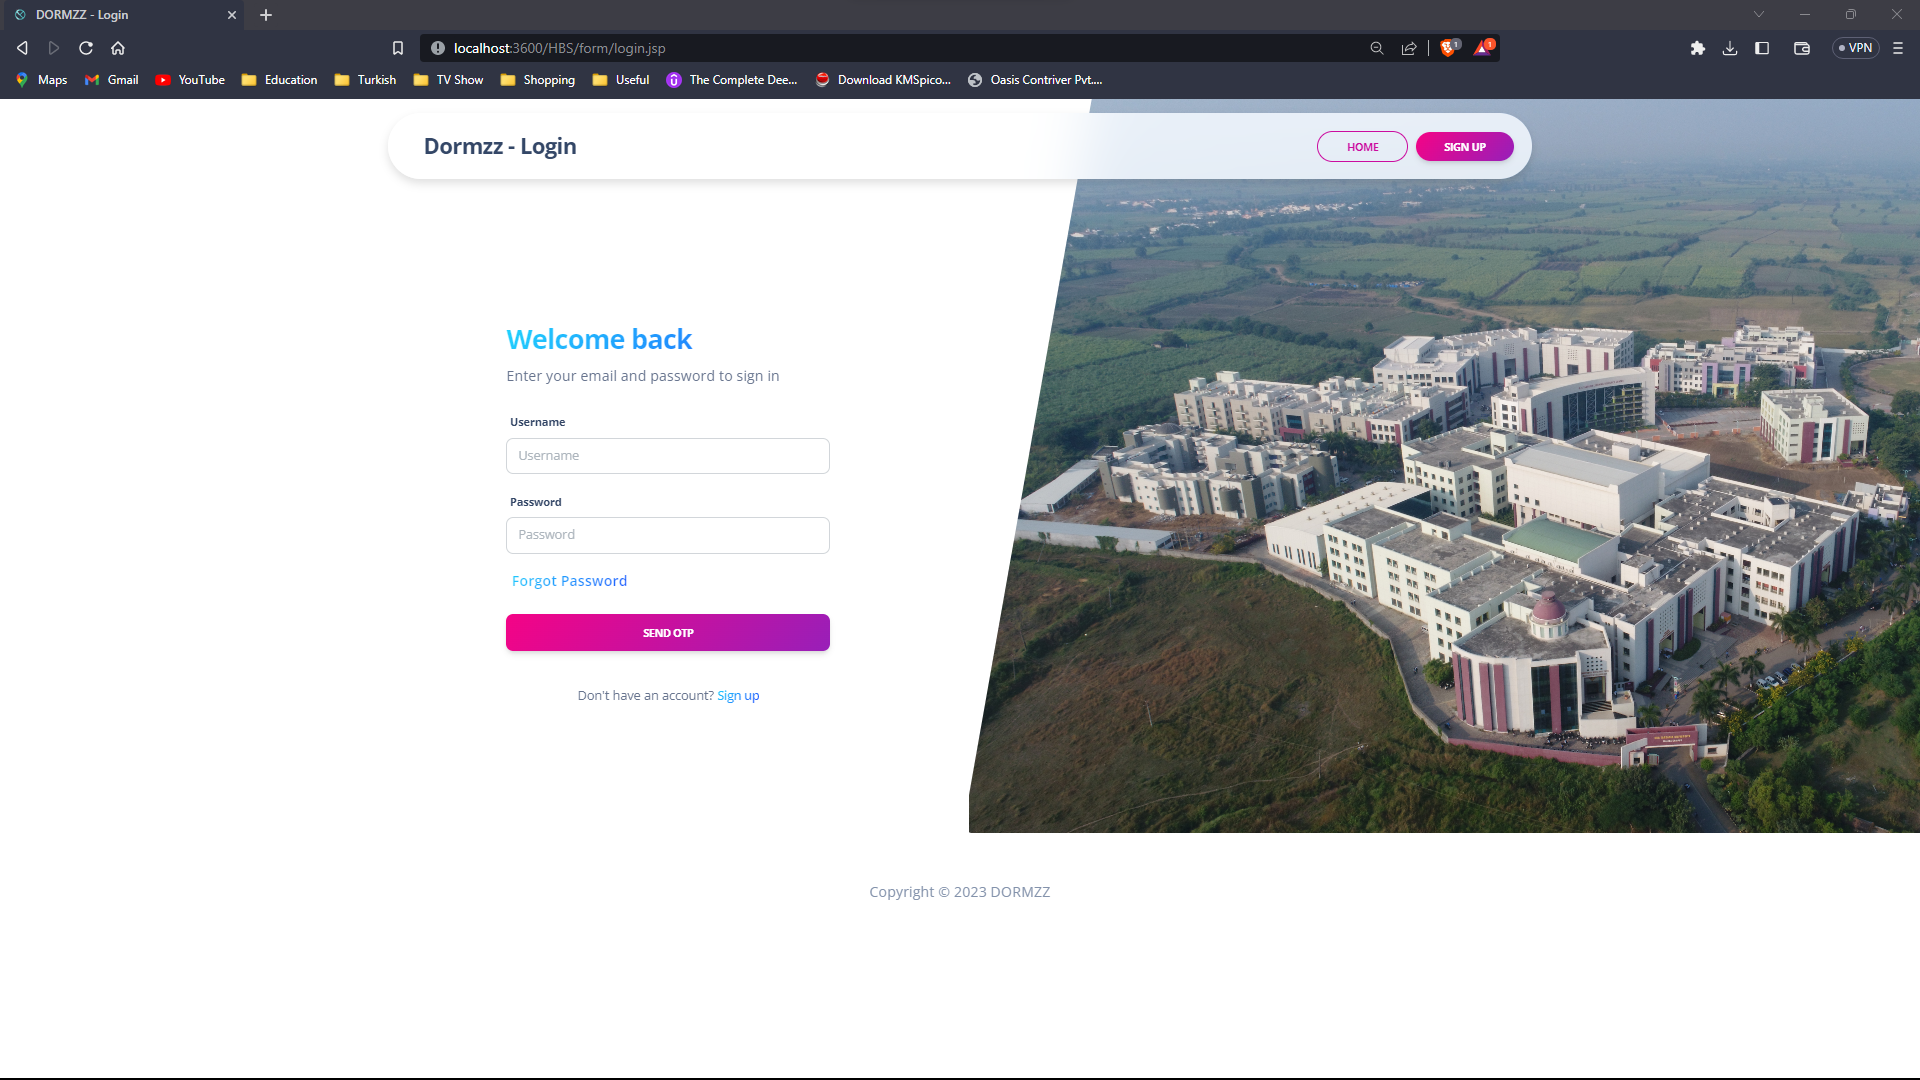 DORMZZ - Login
localhost:3600/HBS/form/login.jsp
1
1
VPN
Maps
Gmail
YouTube
Education
Turkish
TV Show
Shopping
Useful
The Complete Dee...
Download KMSpico...
Oasis Contriver Pvt....
Dormzz - Login
HOME
SIGN UP
Welcome back
Enter your email and password to sign in
Username
Username
Password
Password
Forgot Password
SEND OTP
Don't have an account? Sign up
Copyright © 2023 DORMZZ